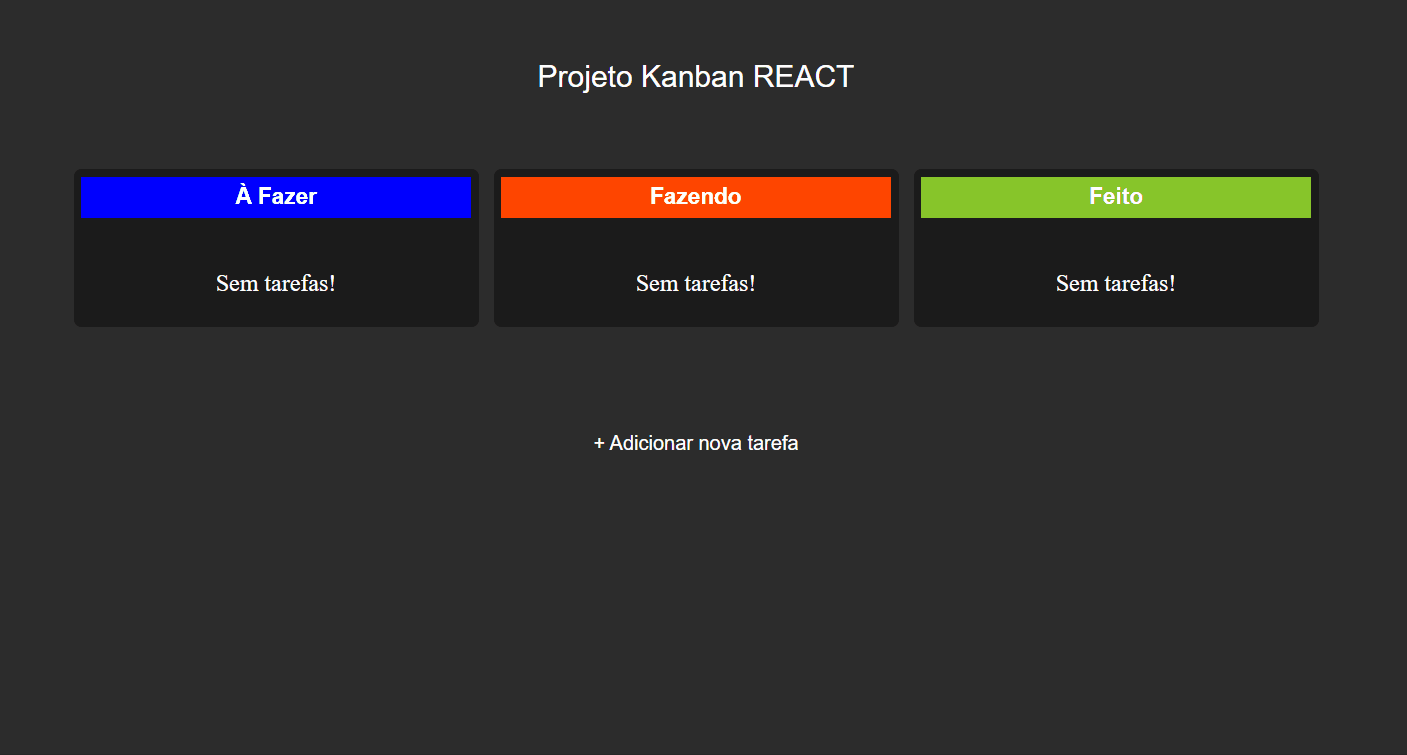 Projeto Kanban REACT
À Fazer
Fazendo
Feito
Sem tarefas!
Sem tarefas!
Sem tarefas!
+ Adicionar nova tarefa